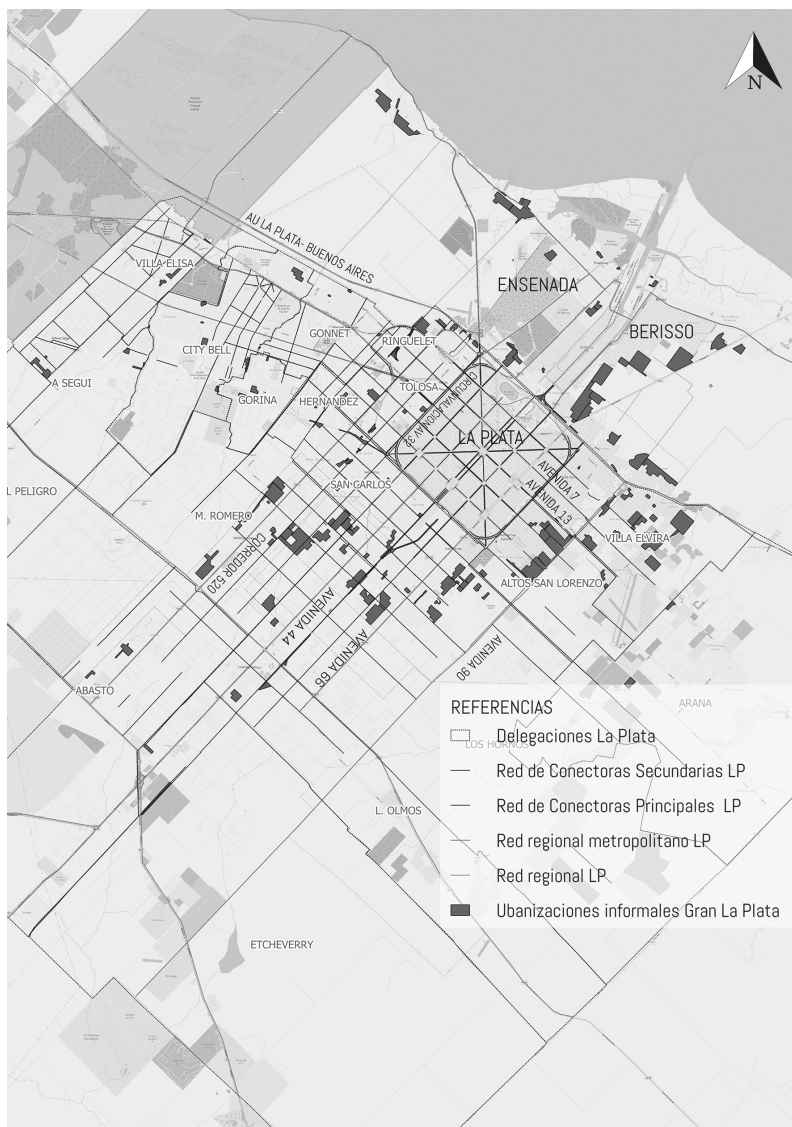 N
AU LA PLATA- BUENOS AIRES
VILLA ELISA
ENSENADA
BERISSO
GONNET
RINGUELET
CITY BELL
A SEGUI
TOLOSA
CIRCUNVALACION AV 32
GORINA
HERNANDEZ
LA PLATA
AVENIDA 7
SAN CARLOS
L PELIGRO
AVENIDA 13
M. ROMERO
VILLA ELVIRA
CORREDOR 520
ALTOS SAN LORENZO
AVENIDA 44
AVENIDA 66
AVENIDA 90
ABASTO
ARANA
REFERENCIAS
Delegaciones La Plata
LOS HORNOS
Red de Conectoras Secundarias LP
Red de Conectoras Principales LP
L. OLMOS
Red regional metropolitano LP
Red regional LP
Ubanizaciones informales Gran La Plata
ETCHEVERRY